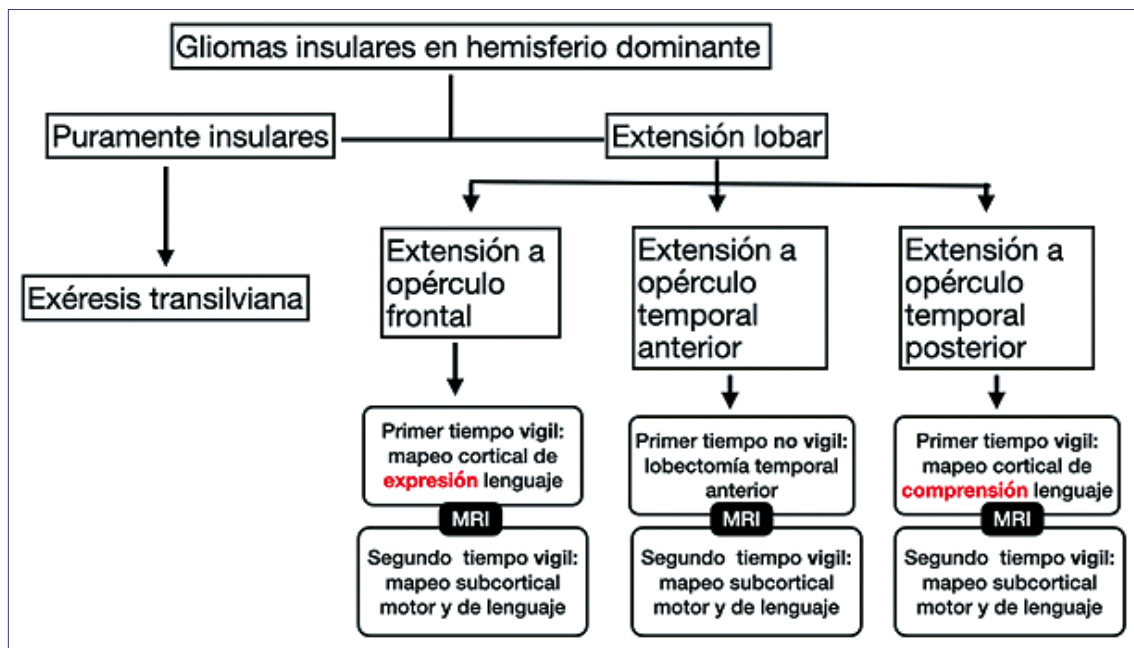 Gliomas insulares en hemisferio dominante
Puramente insulares
Extensión lobar
Exéresis transilviana
Extensión a
opérculo
frontal
Extensión a
opérculo
temporal
anterior
Extensión a
opérculo
temporal
posterior
Primer tiempo vigil:
mapeo cortical de
expresión lenguaje
MRI
Segundo tiempo vigil:
mapeo subcortical
motor y de lenguaje
Primer tiempo no vigil:
lobectomía temporal
anterior
MRI
Segundo tiempo vigil:
mapeo subcortical
motor y de lenguaje
Primer tiempo vigil:
mapeo cortical de
comprensión lenguaje
MRI
Segundo tiempo vigil:
mapeo subcortical
motor y de lenguaje